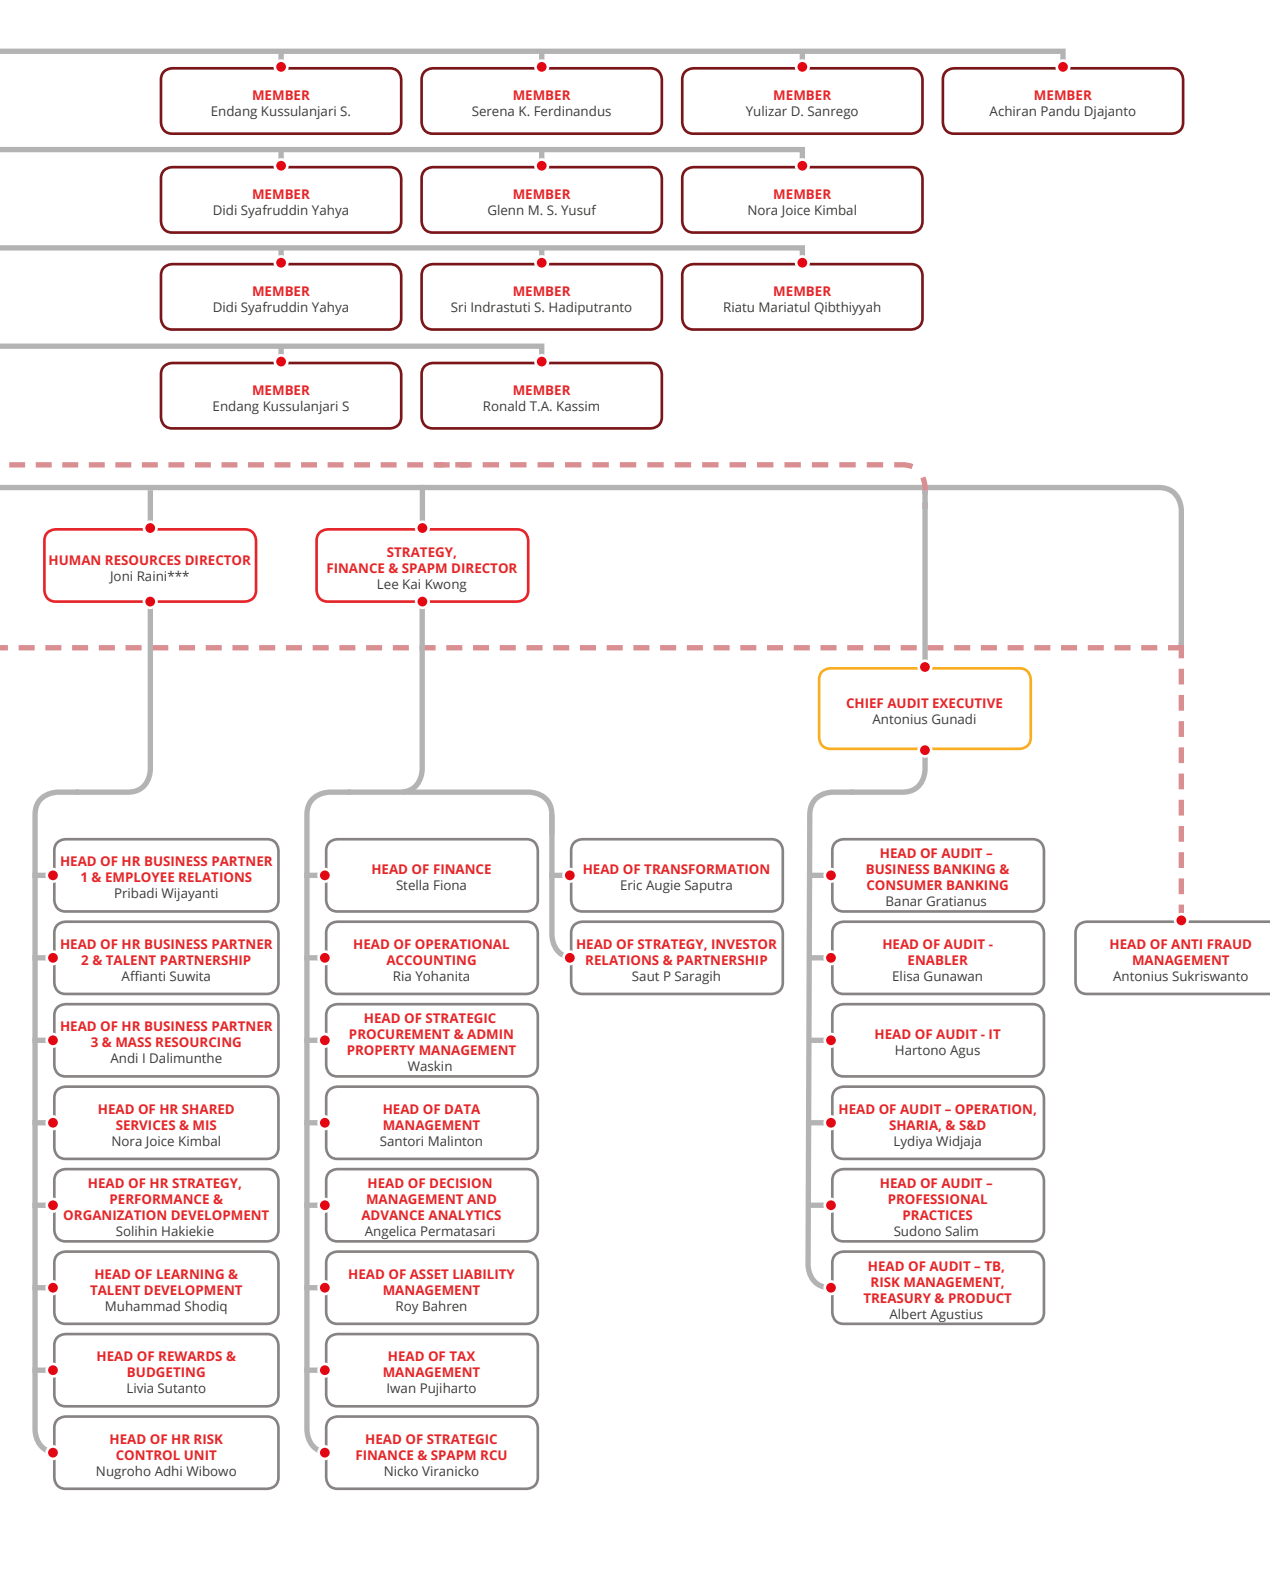 MEMBER
Endang Kussulanjari S.
MEMBER
Serena K. Ferdinandus
MEMBER
Yulizar D. Sanrego
MEMBER
Achiran Pandu Djajanto
MEMBER
Didi Syafruddin Yahya
MEMBER
Glenn M. S. Yusuf
MEMBER
Nora Joice Kimbal
MEMBER
Didi Syafruddin Yahya
MEMBER
Sri Indrastuti S. Hadiputranto
MEMBER
Riatu Mariatul Qibthiyyah
MEMBER
Endang Kussulanjari S
MEMBER
Ronald T.A. Kassim
HUMAN RESOURCES DIRECTOR
Joni Raini***
STRATEGY,
FINANCE & SPAPM DIRECTOR
Lee Kai Kwong
CHIEF AUDIT EXECUTIVE
Antonius Gunadi
HEAD OF HR BUSINESS PARTNER
1 & EMPLOYEE RELATIONS
Pribadi Wijayanti
HEAD OF HR BUSINESS PARTNER
2 & TALENT PARTNERSHIP
Affianti Suwita
HEAD OF HR BUSINESS PARTNER
3 & MASS RESOURCING
Andi I Dalimunthe
HEAD OF HR SHARED
SERVICES & MIS
Nora Joice Kimbal
HEAD OF HR STRATEGY,
PERFORMANCE &
ORGANIZATION DEVELOPMENT
Solihin Hakiekie
HEAD OF LEARNING &
TALENT DEVELOPMENT
Muhammad Shodiq
HEAD OF REWARDS &
BUDGETING
Livia Sutanto
HEAD OF HR RISK
CONTROL UNIT
Nugroho Adhi Wibowo
HEAD OF FINANCE
Stella Fiona
HEAD OF OPERATIONAL
ACCOUNTING
Ria Yohanita
HEAD OF STRATEGIC
PROCUREMENT & ADMIN
PROPERTY MANAGEMENT
Waskin
HEAD OF DATA
MANAGEMENT
Santori Malinton
HEAD OF DECISION
MANAGEMENT AND
ADVANCE ANALYTICS
Angelica Permatasari
HEAD OF ASSET LIABILITY
MANAGEMENT
Roy Bahren
HEAD OF TAX
MANAGEMENT
Iwan Pujiharto
HEAD OF STRATEGIC
FINANCE & SPAPM RCU
Nicko Viranicko
HEAD OF TRANSFORMATION
Eric Augie Saputra
HEAD OF STRATEGY, INVESTOR
RELATIONS & PARTNERSHIP
Saut P Saragih
HEAD OF AUDIT –
BUSINESS BANKING &
CONSUMER BANKING
Banar Gratianus
HEAD OF AUDIT -
ENABLER
Elisa Gunawan
HEAD OF AUDIT - IT
Hartono Agus
HEAD OF AUDIT – OPERATION,
SHARIA, & S&D
Lydiya Widjaja
HEAD OF AUDIT –
PROFESSIONAL
PRACTICES
Sudono Salim
HEAD OF AUDIT – TB,
RISK MANAGEMENT,
TREASURY & PRODUCT
Albert Agustius
HEAD OF ANTI FRAUD
MANAGEMENT
Antonius Sukriswanto